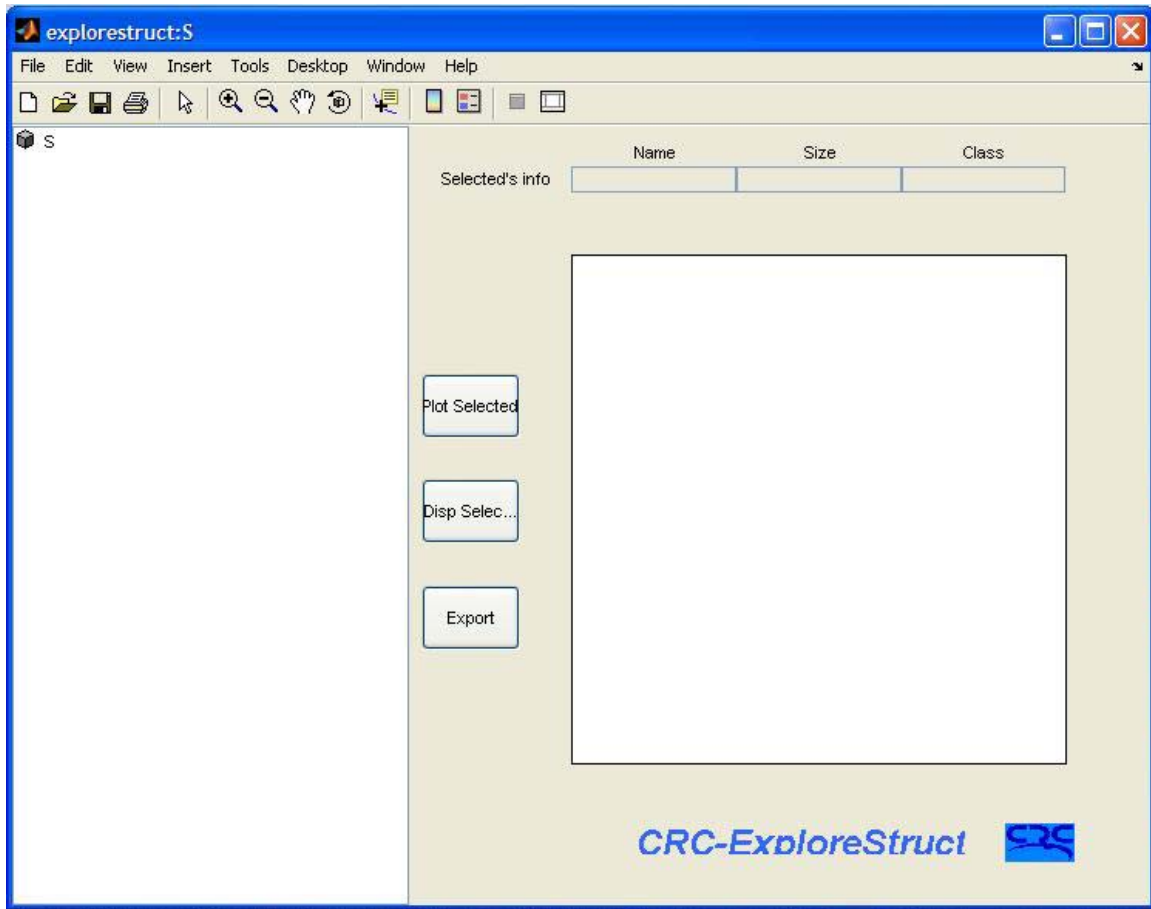 explorestruct:S
File Edit View Insert Tools Desktop Window Help
S
Name Size Class
Selected's info
Plot Selected
Disp Selec...
Export
CRC-ExploreStruct CRC